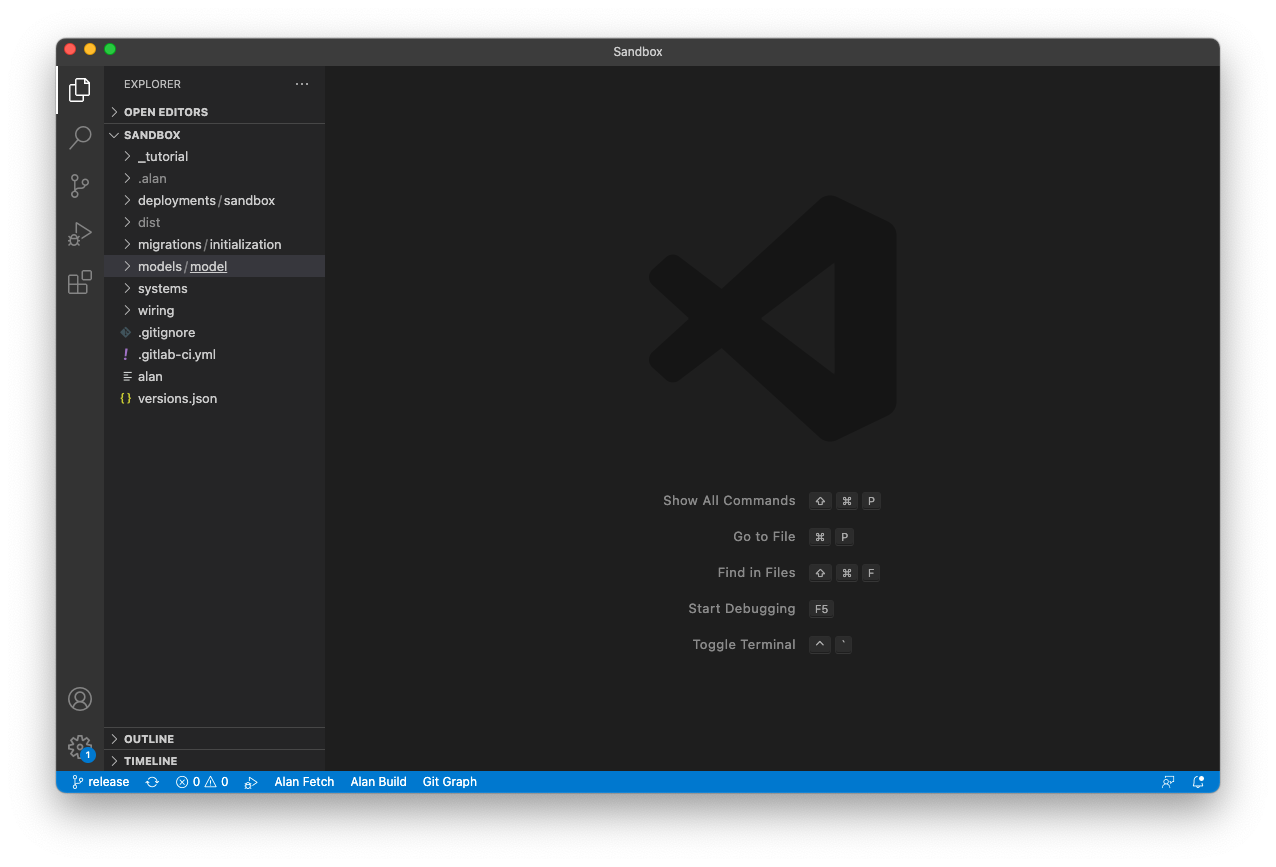 Sandbox
EXPLORER
OPEN EDITORS
SANDBOX
_tutorial
.alan
deployments/sandbox
dist
migrations/initialization
models/model
systems
wiring
.gitignore
! .gitlab-ci.yml
alan
{} versions.json
Show All Commands ⇧ ⌘ P
Go to File ⌘ P
Find in Files ⇧ ⌘ F
Start Debugging F5
Toggle Terminal ^ `
OUTLINE
1
TIMELINE
release 0 0 Alan Fetch Alan Build Git Graph